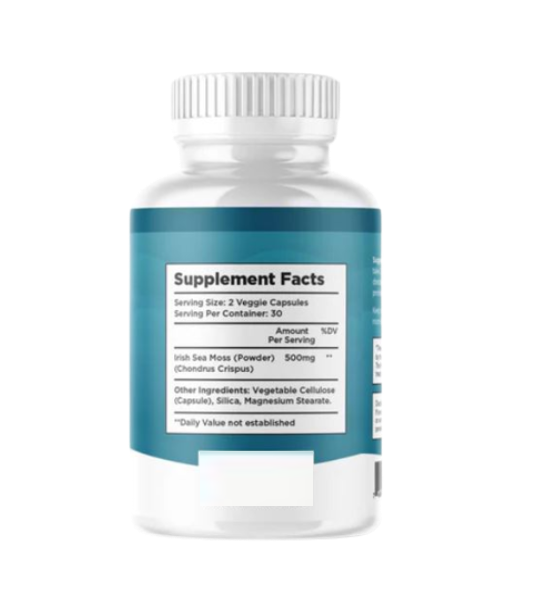 Supplement Facts
Serving Size: 2 Veggie Capsules
Serving Per Container: 30
Amount %DV
Per Serving
Irish Sea Moss (Powder) 500mg **
(Chondrus Crispus)
Other Ingredients: Vegetable Cellulose
(Capsule), Silica, Magnesium Stearate.
**Daily Value not established